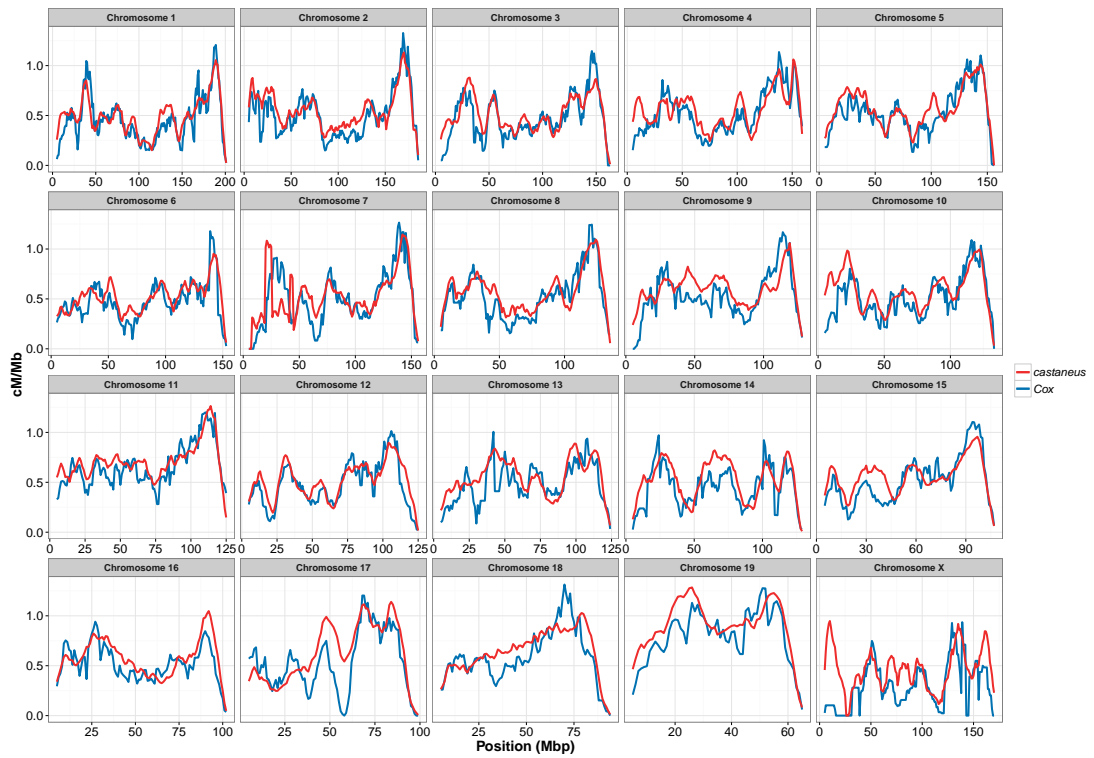 Chromosome 1 Chromosome 2 Chromosome 3 Chromosome 4 Chromosome 5
1.0
0.5
0.0
0 50 100 150 200 0 50 100 150 0 50 100 150 0 50 100 150 0 50 100 150
Chromosome 6 Chromosome 7 Chromosome 8 Chromosome 9 Chromosome 10
1.0
0.5
0.0
0 50 100 150 0 50 100 150 0 50 100 0 50 100 0 50 100
cM/Mb
castaneus
Cox
Chromosome 11 Chromosome 12 Chromosome 13 Chromosome 14 Chromosome 15
1.0
0.5
0.0
0 25 50 75 100 125 0 25 50 75 100 125 0 25 50 75 100 125 0 50 100 0 30 60 90
Chromosome 16 Chromosome 17 Chromosome 18 Chromosome 19 Chromosome X
1.0
0.5
0.0
25 50 75 100 25 50 75 100 25 50 75 20 40 60 0 50 100 150
Position (Mbp)